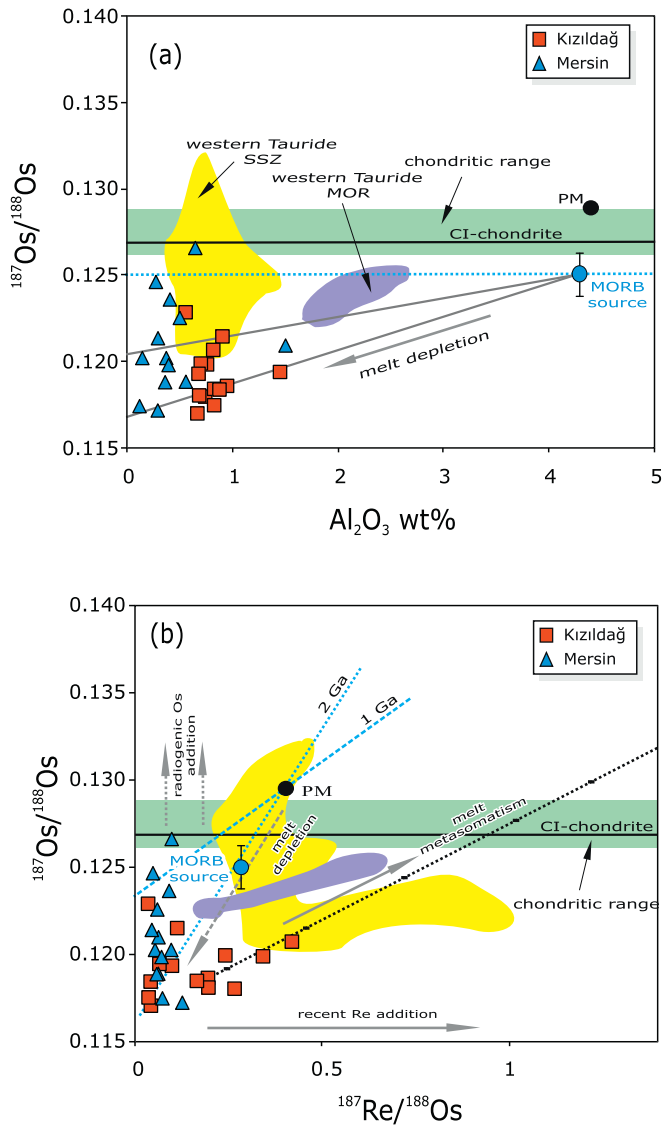 0.140
(a)
Kızıldağ
Mersin
western Tauride
SSZ
chondritic range
0.135
western Tauride
MOR
0.130
PM
CI-chondrite
187Os/188Os
0.125
MORB
source
0.120
melt depletion
0.115
0 1 2 3 4 5
Al2O3 wt%
0.140
(b)
Kızıldağ
Mersin
0.135
2 Ga
1 Ga
radiogenic Os
addition
0.130
PM
melt
metasomatism
187Os/188Os
melt
depletion
CI-chondrite
MORB
source
0.125
chondritic range
0.120
recent Re addition
0.115
0 0.5 1
187Re/188Os